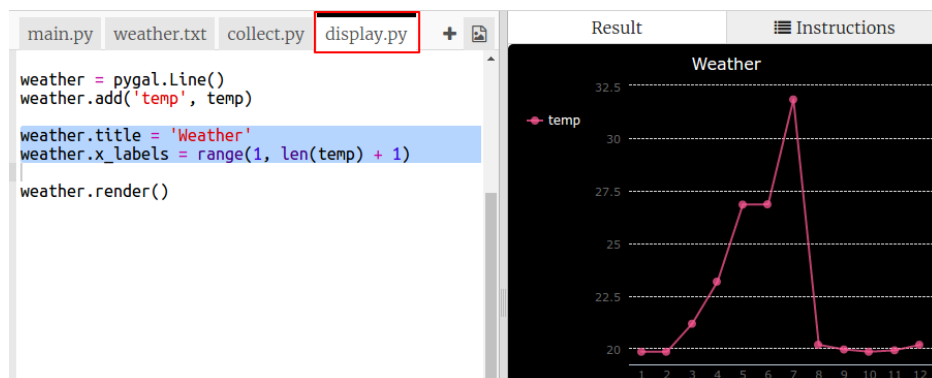 main.py weather.txt collect.py display.py +
weather = pygal.Line()
weather.add('temp', temp)
weather.title = 'Weather'
weather.x_labels = range(1, len(temp) + 1)
weather.render()
Result Instructions
Weather
temp
32.5
30
27.5
25
22.5
20
1 2 3 4 5 6 7 8 9 10 11 12